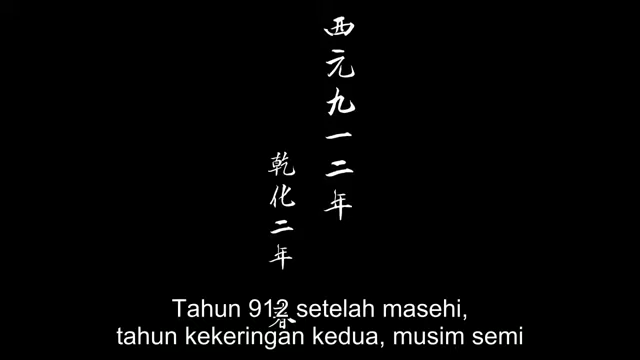 西元九一二年
乾化二年 春
Tahun 912 setelah masehi,
tahun kekeringan kedua, musim semi